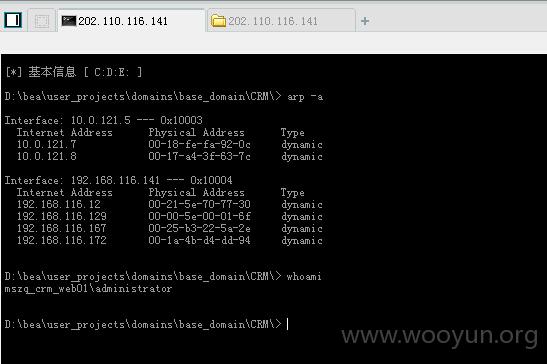 202.110.116.141
202.110.116.141
[*] 基本信息 [ C:D:E: ]
D:\bea\user_projects\domains\base_domain\CRM\> arp -a
Interface: 10.0.121.5 --- 0x10003
Internet Address Physical Address Type
10.0.121.7 00-18-fe-fa-92-0c dynamic
10.0.121.8 00-17-a4-3f-63-7c dynamic
Interface: 192.168.116.141 --- 0x10004
Internet Address Physical Address Type
192.168.116.12 00-21-5e-70-77-30 dynamic
192.168.116.129 00-00-5e-00-01-6f dynamic
192.168.116.167 00-25-b3-22-5a-2e dynamic
192.168.116.172 00-1a-4b-d4-dd-94 dynamic
D:\bea\user_projects\domains\base_domain\CRM\> whoami
mszq_crm_web01\administrator
D:\bea\user_projects\domains\base_domain\CRM\>
www.wooyun.org